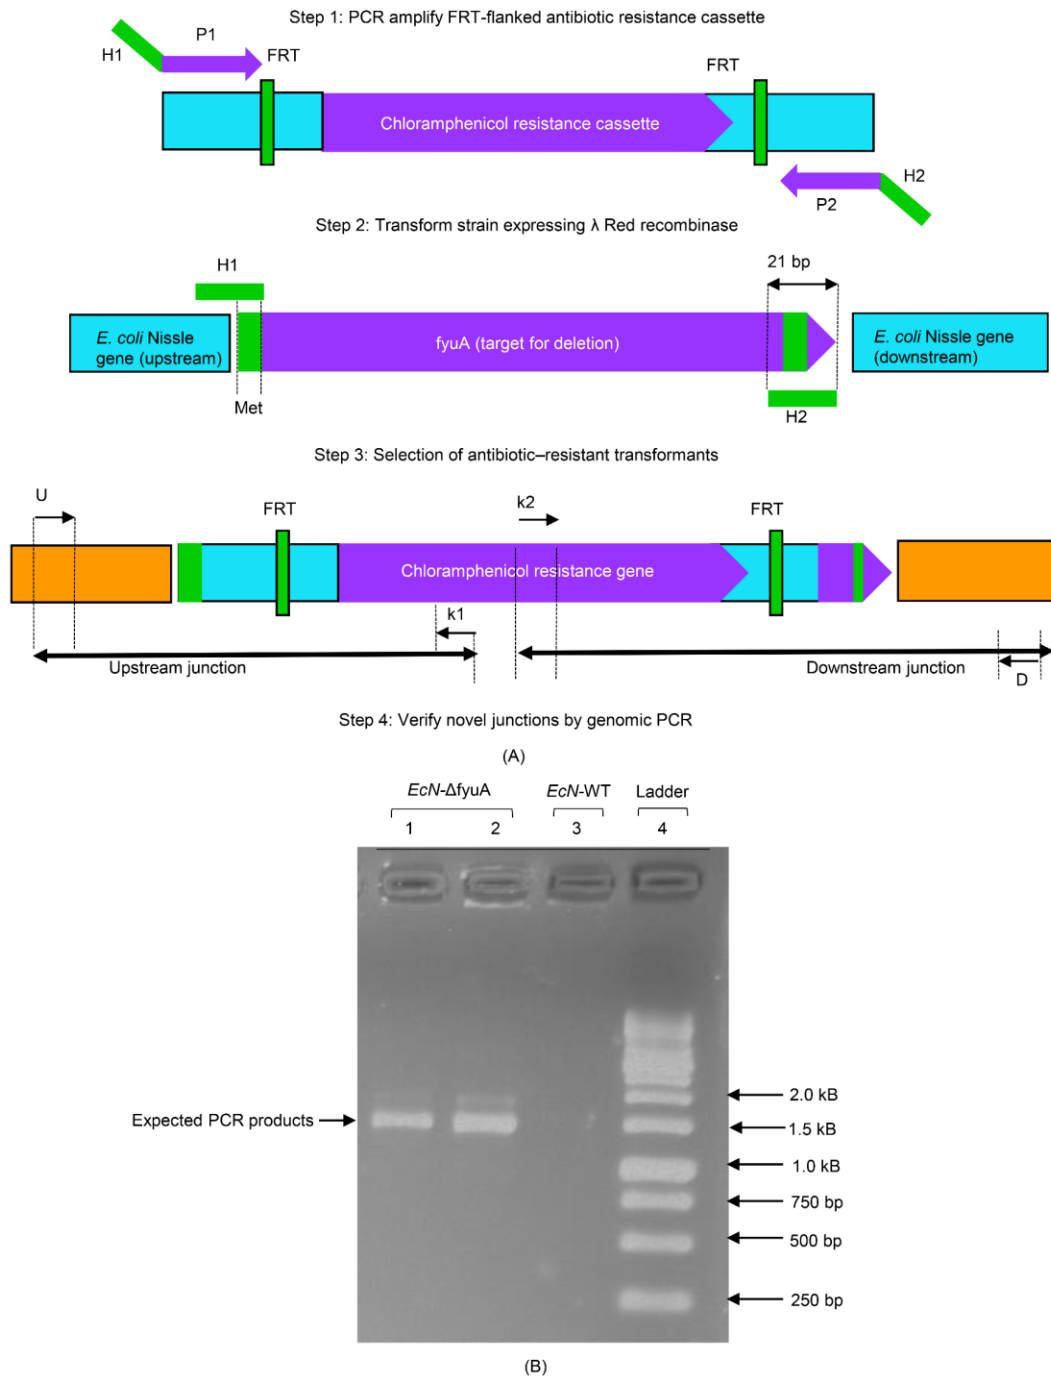 Step 1: PCR amplify FRT-flanked antibiotic resistance cassette
H1
P1
FRT
FRT
Chloramphenicol resistance cassette
P2
H2
Step 2: Transform strain expressing λ Red recombinase
H1
21 bp
E. coli Nissle
gene (upstream)
fyuA (target for deletion)
E. coli Nissle gene
(downstream)
Met
H2
Step 3: Selection of antibiotic–resistant transformants
U
FRT
k2
FRT
Chloramphenicol resistance gene
k1
Upstream junction
Downstream junction
D
Step 4: Verify novel junctions by genomic PCR
(A)
EcN-ΔfyuA
EcN-WT
Ladder
1
2
3
4
Expected PCR products
2.0 kB
1.5 kB
1.0 kB
750 bp
500 bp
250 bp
(B)